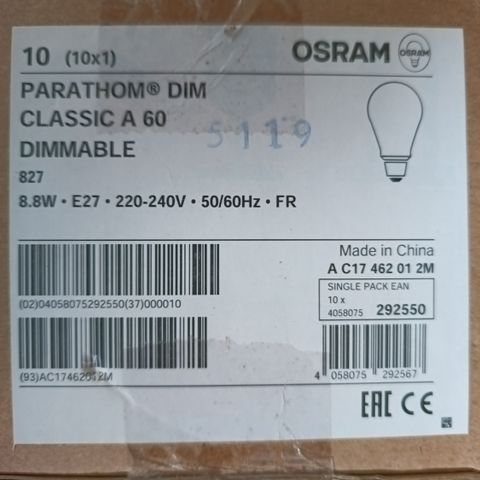 10 (10x1)
OSRAM
OSRAM
PARATHOM® DIM
CLASSIC A 60
DIMMABLE
5119
827
8.8W • E27 • 220-240V • 50/60Hz • FR
Made in China
A C17 462 01 2M
SINGLE PACK EAN
10 x
4058075 292550
(02)04058075292550(37)000010
(93)AC17462012M
4 058075 292567
EAC CE